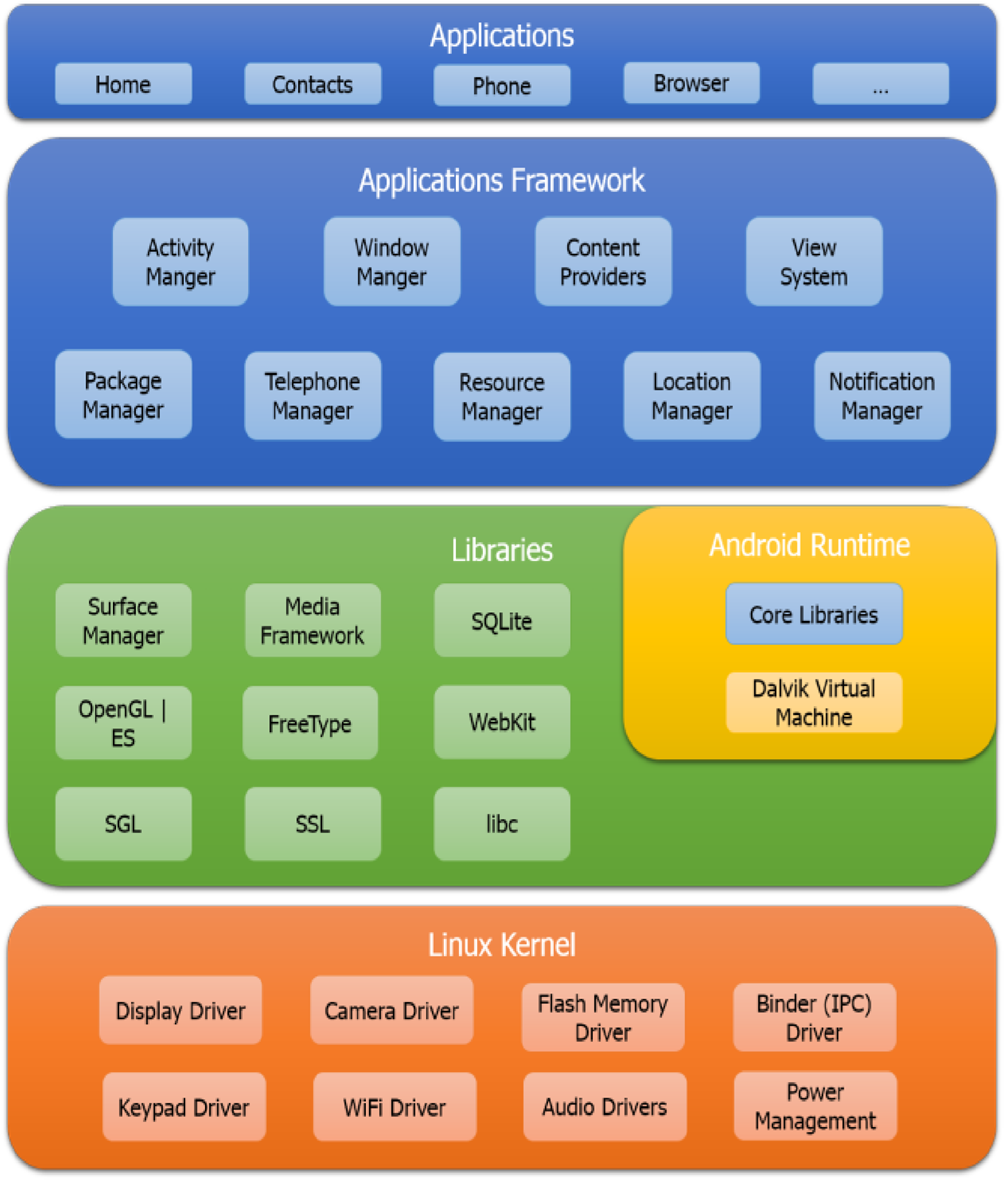 Applications
Home
Contacts
Phone
Browser
...
Applications Framework
Activity
Manger
Window
Manger
Content
Providers
View
System
Package
Manager
Telephone
Manager
Resource
Manager
Location
Manager
Notification
Manager
Libraries
Surface
Manager
Media
Framework
SQLite
OpenGL |
ES
FreeType
WebKit
SGL
SSL
libc
Android Runtime
Core Libraries
Dalvik Virtual
Machine
Linux Kernel
Display Driver
Camera Driver
Flash Memory
Driver
Binder (IPC)
Driver
Keypad Driver
WiFi Driver
Audio Drivers
Power
Management